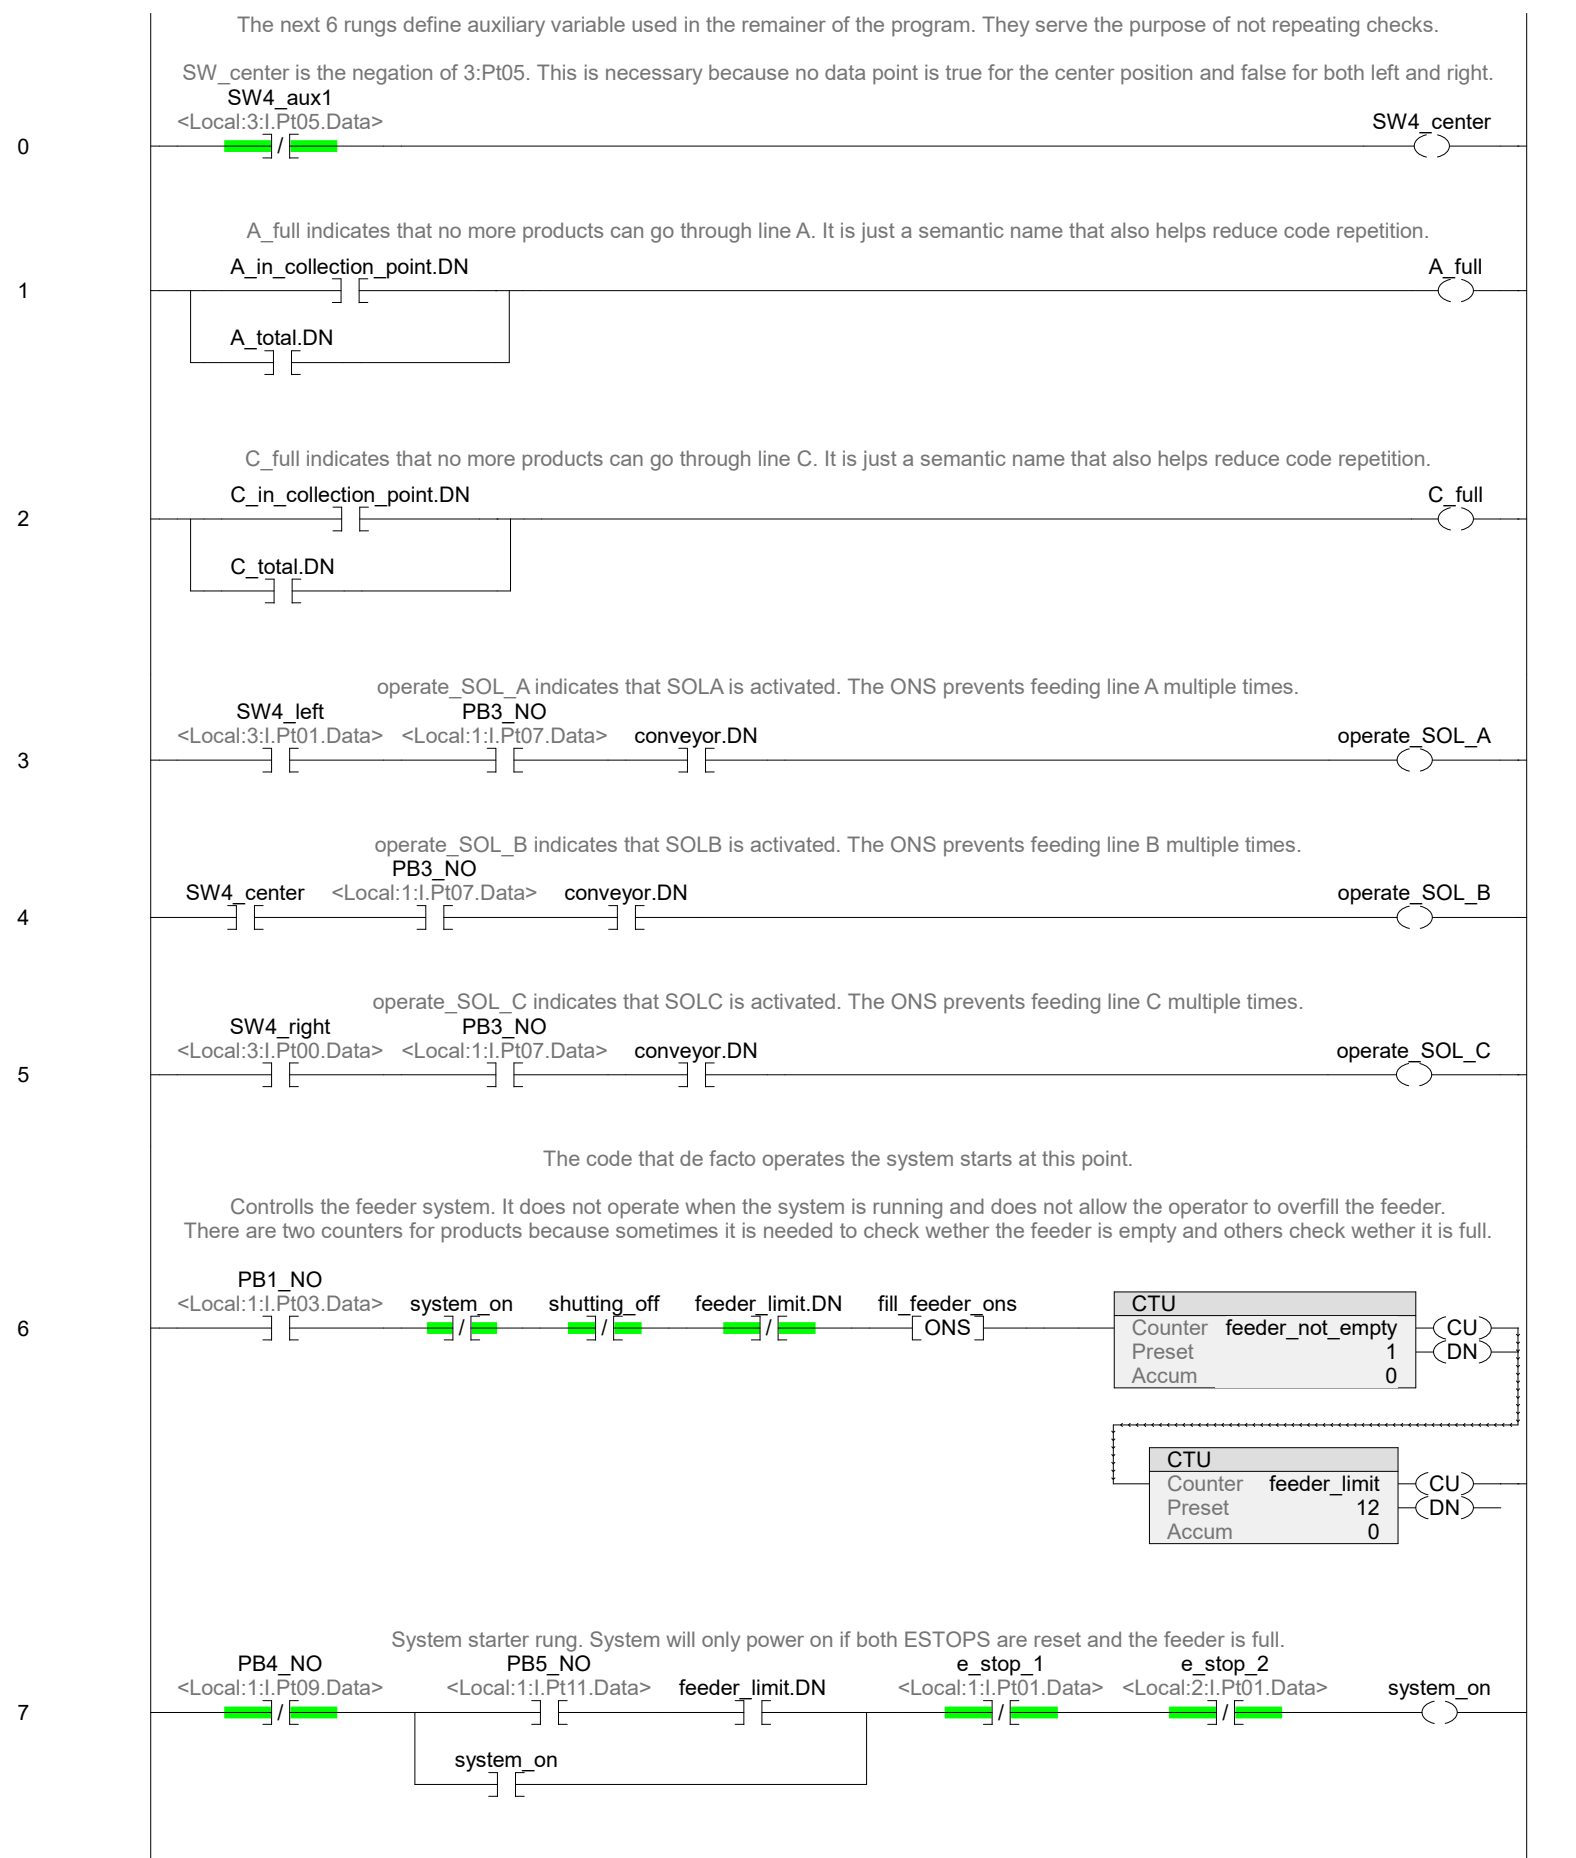 The next 6 rungs define auxiliary variable used in the remainer of the program. They serve the purpose of not repeating checks.
SW_center is the negation of 3:Pt05. This is necessary because no data point is true for the center position and false for both left and right.
SW4_aux1
<Local:3:I.Pt05.Data> SW4_center
0 /
A_full indicates that no more products can go through line A. It is just a semantic name that also helps reduce code repetition.
A_in_collection_point.DN A_full
1
A_total.DN
C_full indicates that no more products can go through line C. It is just a semantic name that also helps reduce code repetition.
C_in_collection_point.DN C_full
2
C_total.DN
operate_SOL_A indicates that SOLA is activated. The ONS prevents feeding line A multiple times.
SW4_left PB3_NO
<Local:3:I.Pt01.Data> <Local:1:I.Pt07.Data> conveyor.DN operate_SOL_A
3
operate_SOL_B indicates that SOLB is activated. The ONS prevents feeding line B multiple times.
PB3_NO
SW4_center <Local:1:I.Pt07.Data> conveyor.DN operate_SOL_B
4
operate_SOL_C indicates that SOLC is activated. The ONS prevents feeding line C multiple times.
SW4_right PB3_NO
<Local:3:I.Pt00.Data> <Local:1:I.Pt07.Data> conveyor.DN operate_SOL_C
5
The code that de facto operates the system starts at this point.
Controlls the feeder system. It does not operate when the system is running and does not allow the operator to overfill the feeder.
There are two counters for products because sometimes it is needed to check wether the feeder is empty and others check wether it is full.
PB1_NO
<Local:1:I.Pt03.Data> system_on shutting_off feeder_limit.DN fill_feeder_ons CTU
6 / / / ONS Counter feeder_not_empty CU
Preset 1 DN
Accum 0
CTU
Counter feeder_limit CU
Preset 12 DN
Accum 0
System starter rung. System will only power on if both ESTOPS are reset and the feeder is full.
PB4_NO PB5_NO e_stop_1 e_stop_2
<Local:1:I.Pt09.Data> <Local:1:I.Pt11.Data> feeder_limit.DN <Local:1:I.Pt01.Data> <Local:2:I.Pt01.Data> system_on
7 / / /
system_on